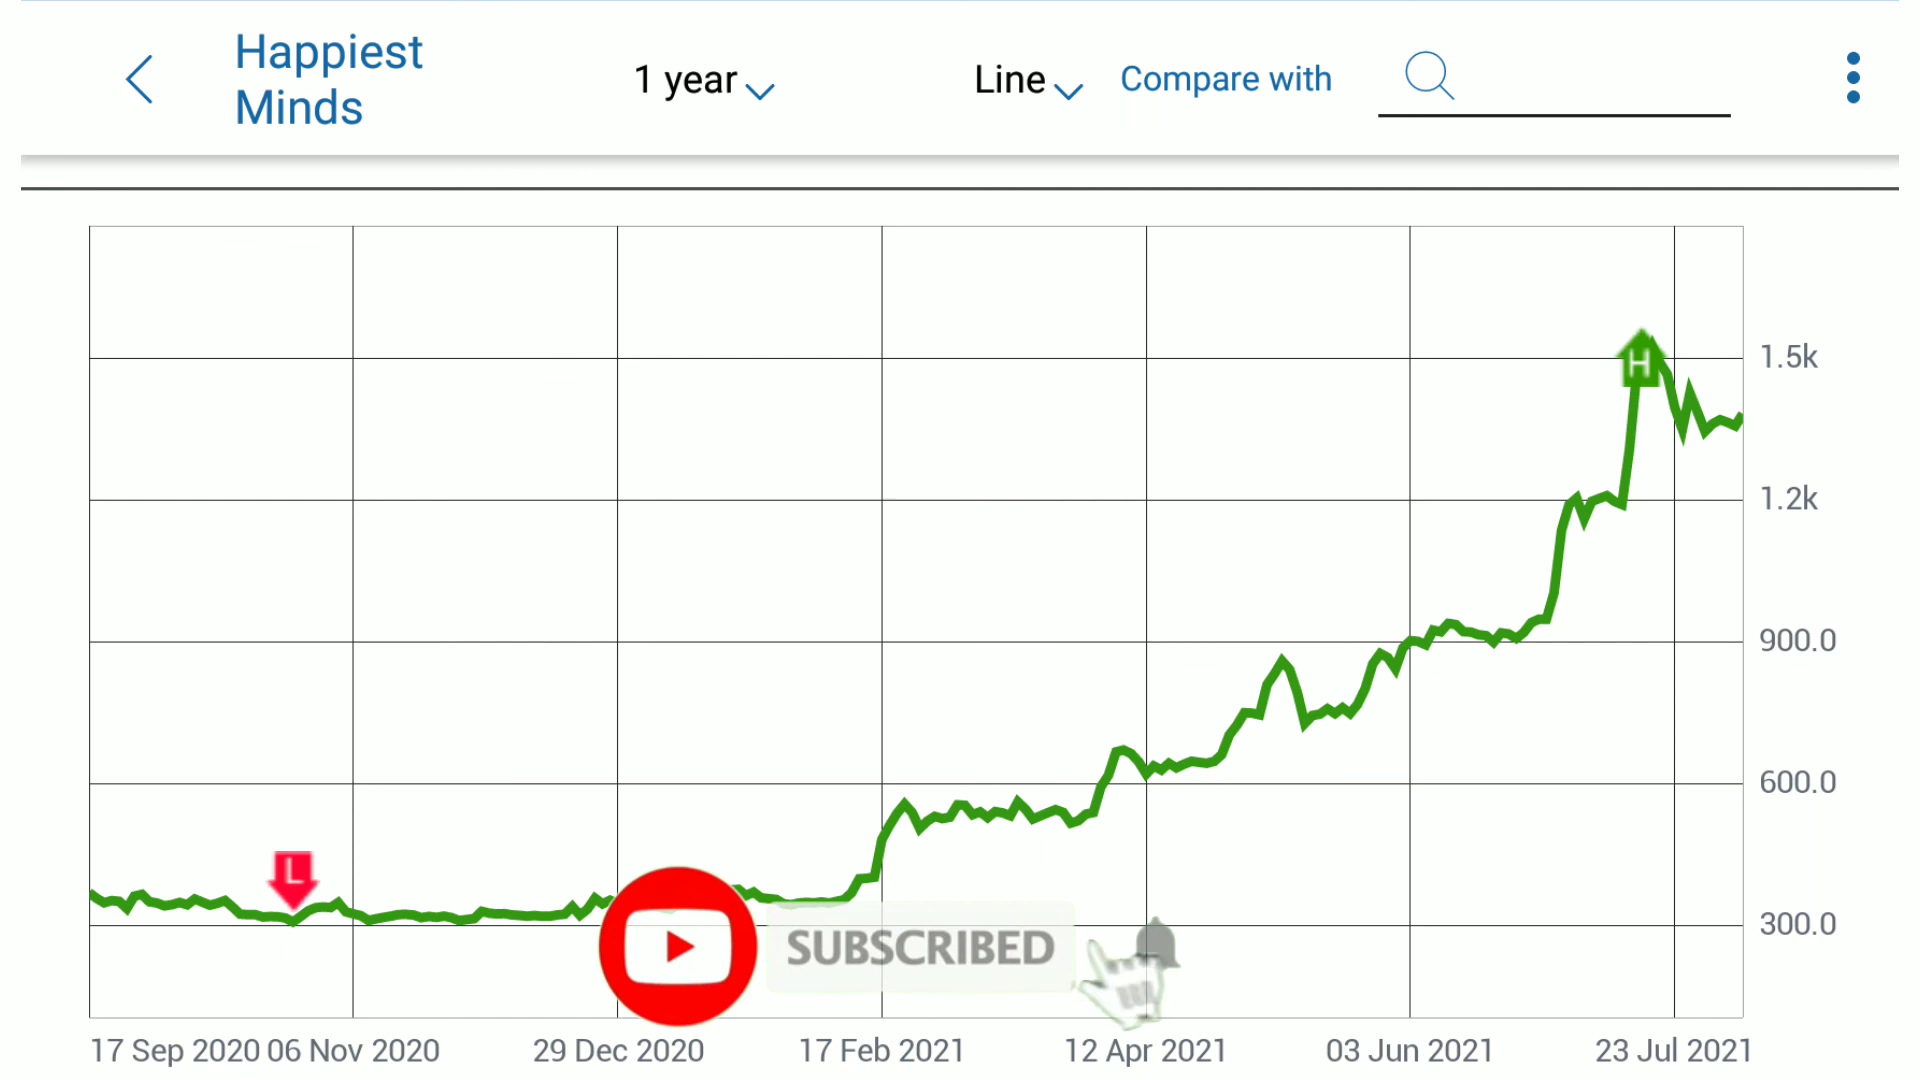 Happiest
Minds
1 year
Line
Compare with
H
1.5k
1.2k
900.0
600.0
L
300.0
SUBSCRIBED
17 Sep 2020 06 Nov 2020 29 Dec 2020 17 Feb 2021 12 Apr 2021 03 Jun 2021 23 Jul 2021